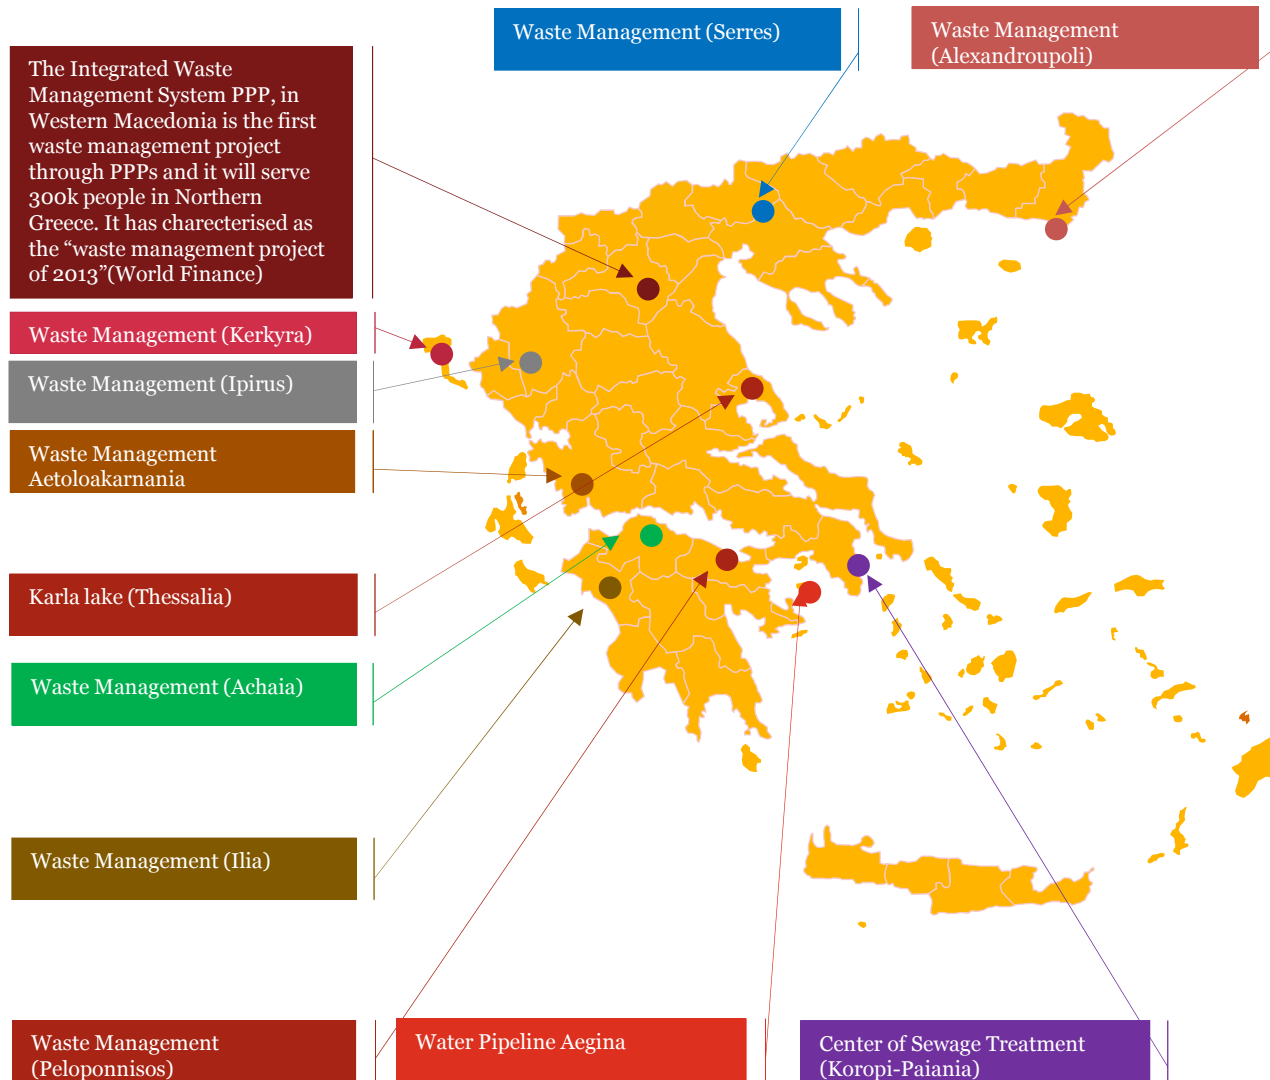 Waste Management (Serres)
Waste Management
(Alexandroupoli)
The Integrated Waste
Management System PPP, in
Western Macedonia is the first
waste management project
through PPPs and it will serve
300k people in Northern
Greece. It has charecterised as
the “waste management project
of 2013”(World Finance)
Waste Management (Kerkyra)
Waste Management (Ipirus)
Waste Management
Aetoloakarnania
Karla lake (Thessalia)
Waste Management (Achaia)
Waste Management (Ilia)
Waste Management
(Peloponnisos)
Water Pipeline Aegina
Center of Sewage Treatment
(Koropi-Paiania)